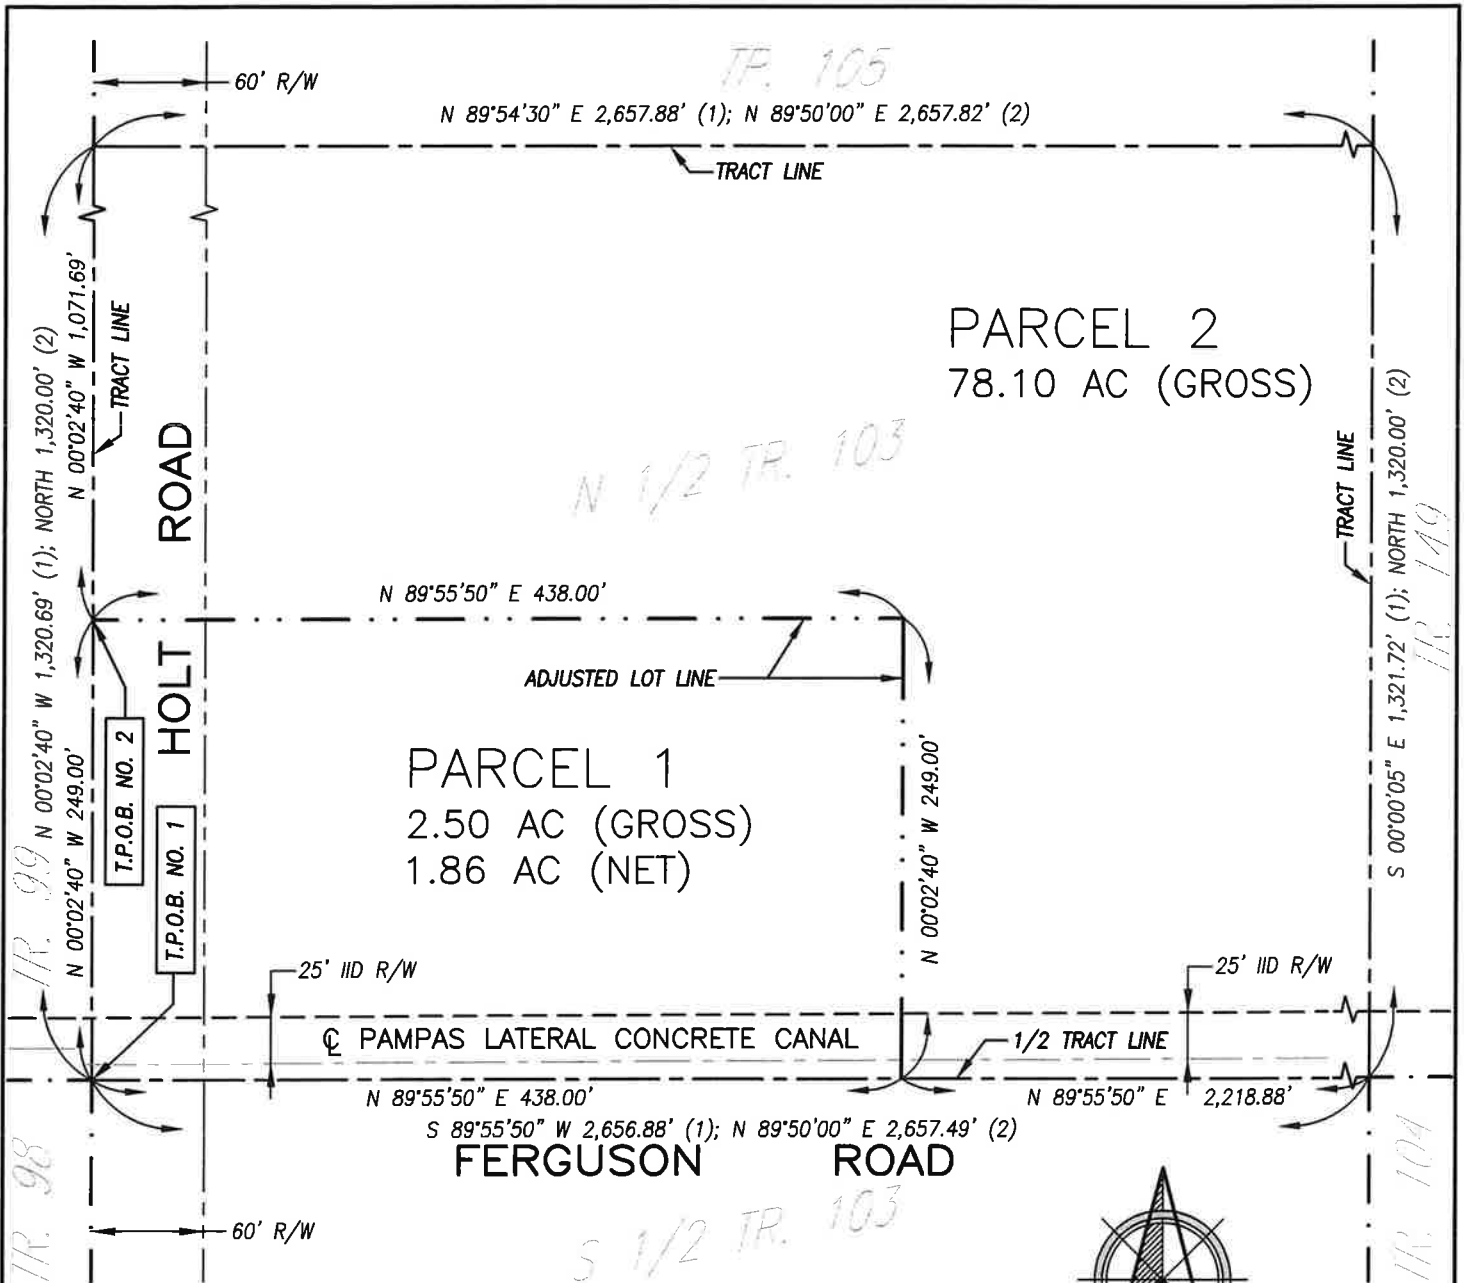 TR. 105
60' R/W
N 89°54'30" E 2,657.88' (1); N 89°50'00" E 2,657.82' (2)
TRACT LINE
N 00°02'40" W 1,320.69' (1); NORTH 1,320.00' (2)
N 00°02'40" W 1,071.69'
TRACT LINE
HOLT ROAD
PARCEL 2
78.10 AC (GROSS)
N 1/2 TR. 103
TRACT LINE
S 00°00'05" E 1,321.72' (1); NORTH 1,320.00' (2)
TR. 149
N 89°55'50" E 438.00'
ADJUSTED LOT LINE
T.P.O.B. NO. 2
T.P.O.B. NO. 1
TR. 99
N 00°02'40" W 249.00'
PARCEL 1
2.50 AC (GROSS)
1.86 AC (NET)
N 00°02'40" W 249.00'
25' IID R/W
25' IID R/W
℄ PAMPAS LATERAL CONCRETE CANAL
1/2 TRACT LINE
N 89°55'50" E 438.00'
N 89°55'50" E 2,218.88'
S 89°55'50" W 2,656.88' (1); N 89°50'00" E 2,657.49' (2)
FERGUSON ROAD
TR. 98
TR. 104
60' R/W
S 1/2 TR. 103